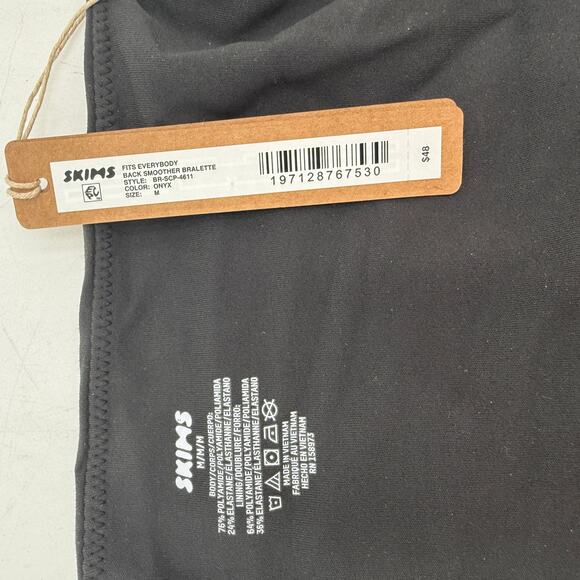 SKIMS
FITS EVERYBODY
BACK SMOOTHER BRALETTE
STYLE: BR-SCP-4611
COLOR: ONYX
SIZE: M
197128767530
$48
SKIMS
M/M/M
BODY/CORPS/CUERPO:
76% POLYAMIDE/POLYAMIDE/POLIAMIDA
24% ELASTANE/ÉLASTHANNE/ELASTANO
LINING/DOUBLURE/FORRO:
64% POLYAMIDE/POLYAMIDE/POLIAMIDA
36% ELASTANE/ÉLASTHANNE/ELASTANO
MADE IN VIETNAM
FABRIQUÉ AU VIETNAM
HECHO EN VIETNAM
RN 158973